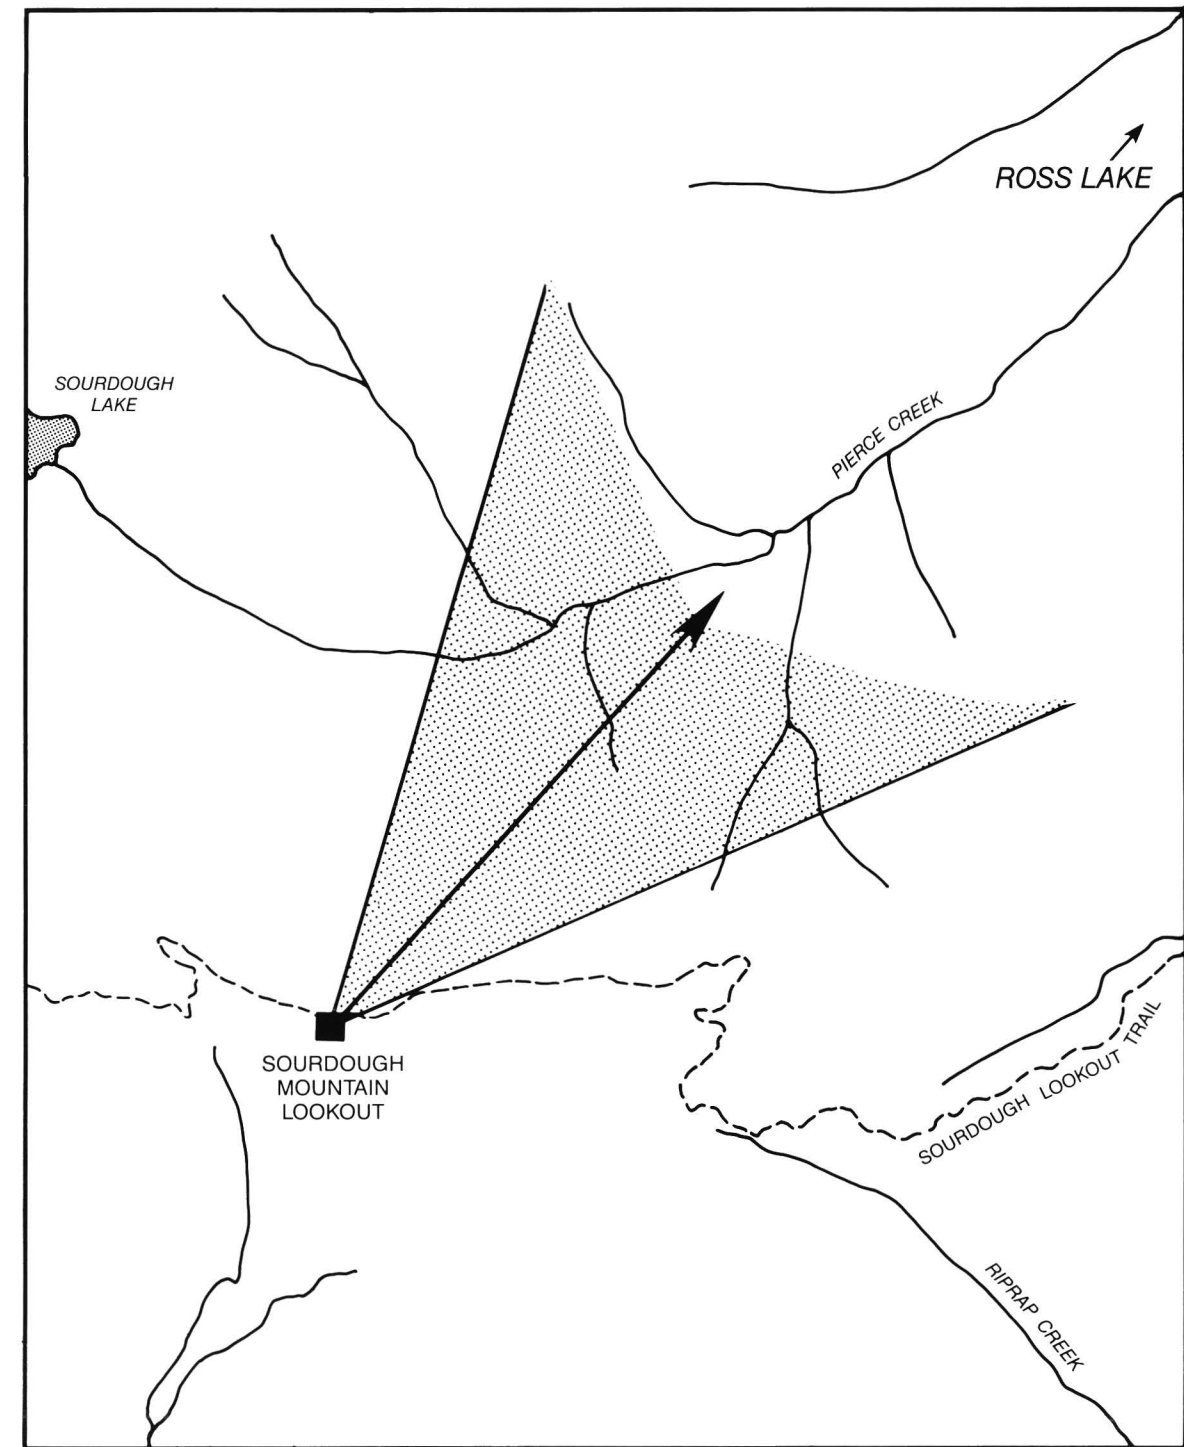 ROSS LAKE
SOURDOUGH
LAKE
PIERCE CREEK
SOURDOUGH
MOUNTAIN
LOOKOUT
SOURDOUGH LOOKOUT TRAIL
RIPRAP CREEK